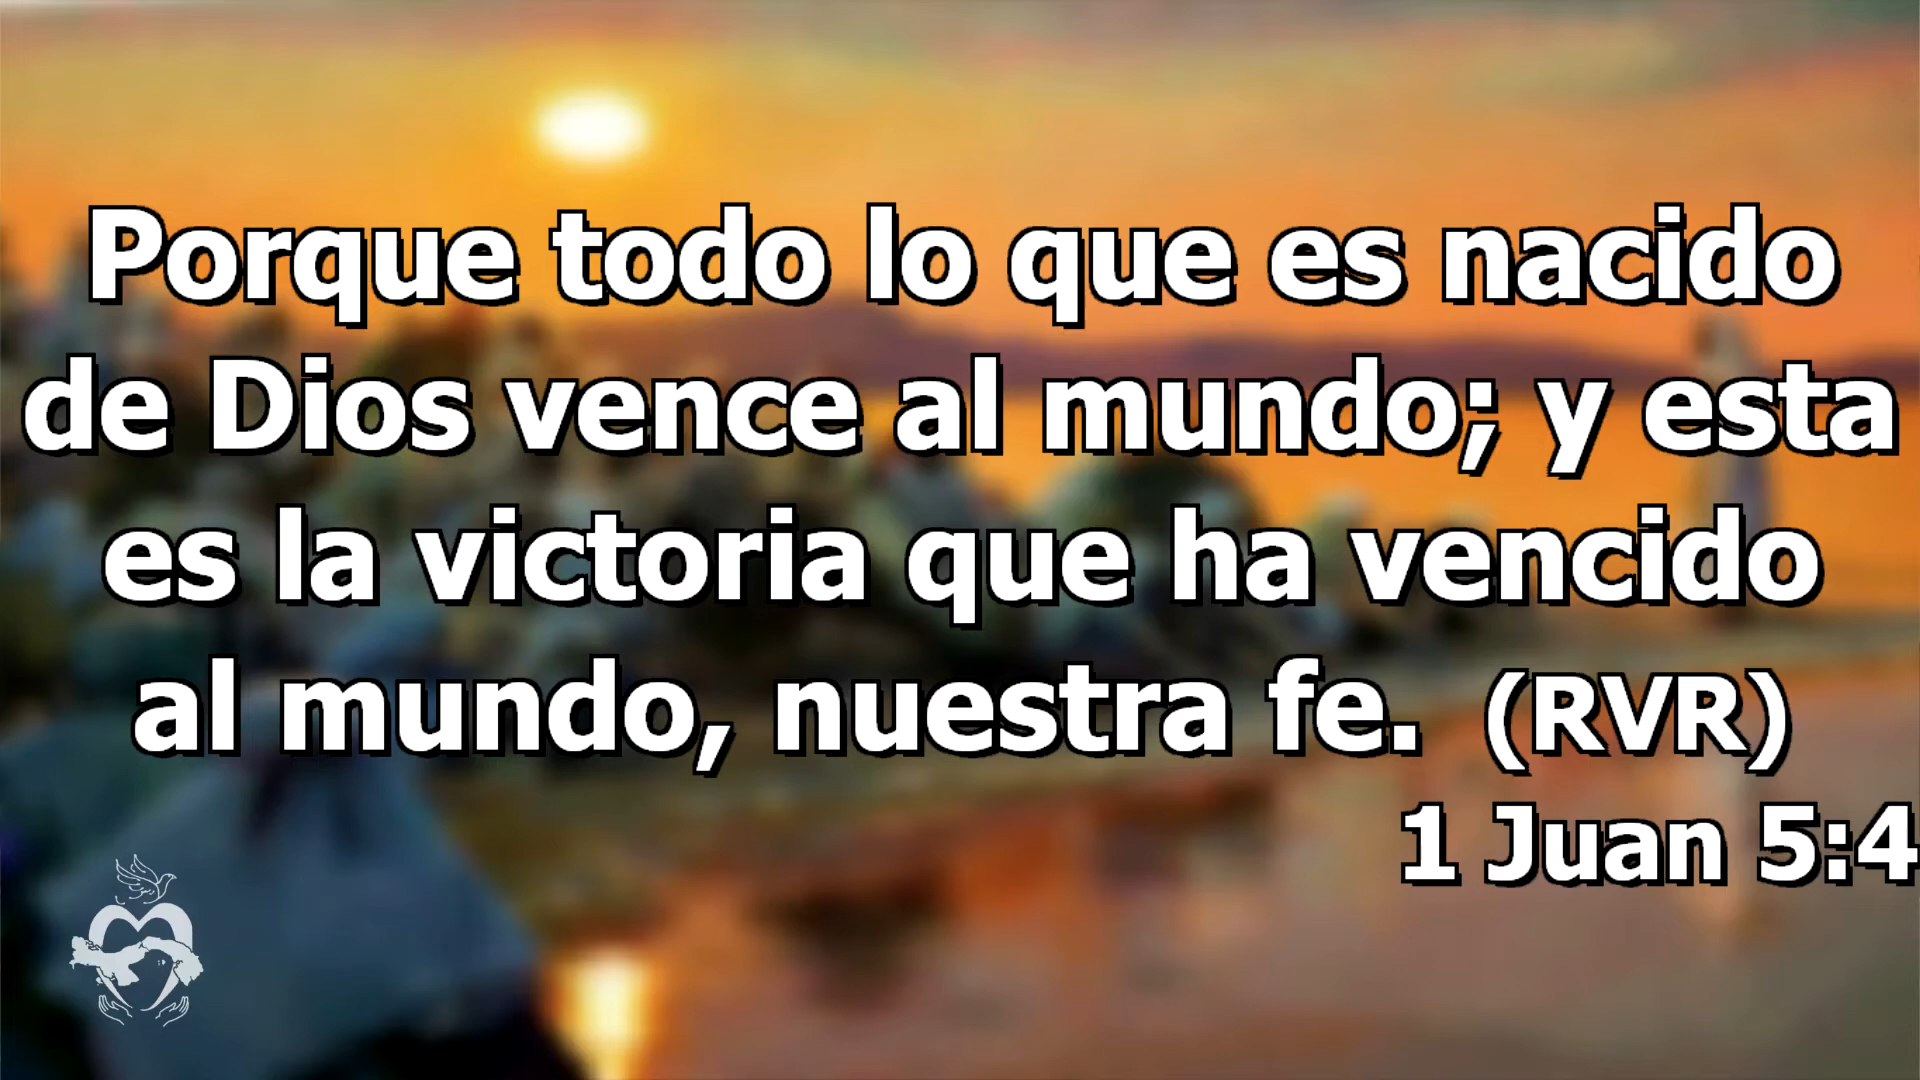 Porque todo lo que es nacido
de Dios vence al mundo; y esta
es la victoria que ha vencido
al mundo, nuestra fe.  (RVR)
1 Juan 5:4